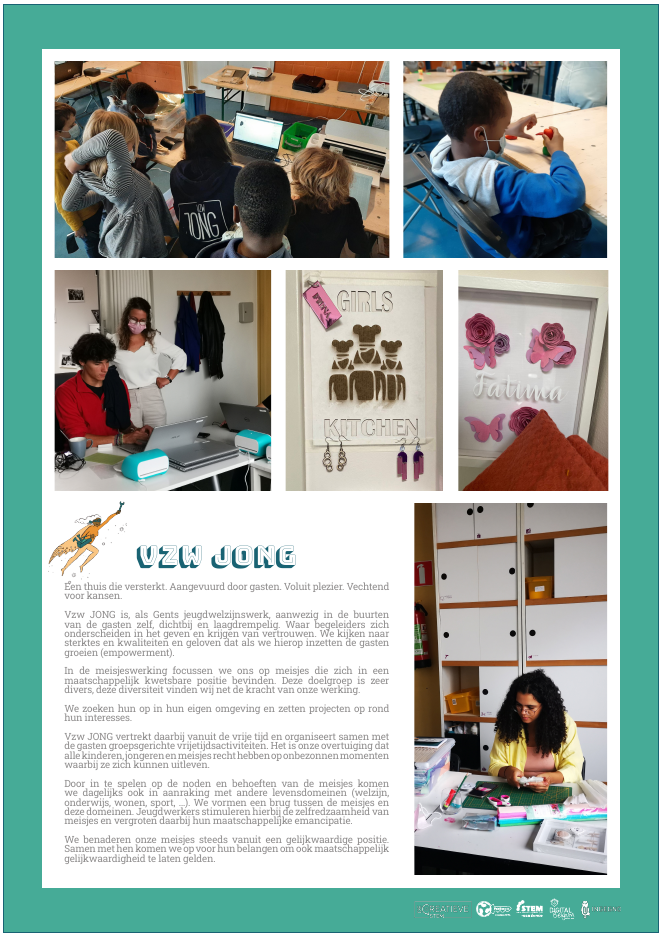 VZW
JONG
GIRLS
KITCHEN
Fatima
VZW JONG
Een thuis die versterkt. Aangevuurd door gasten. Voluit plezier. Vechtend
voor kansen.
Vzw JONG is, als Gents jeugdwelzijnswerk, aanwezig in de buurten
van de gasten zelf, dichtbij en laagdrempelig. Waar begeleiders zich
onderscheiden in het geven en krijgen van vertrouwen. We kijken naar
sterktes en kwaliteiten en geloven dat als we hierop inzetten de gasten
groeien (empowerment).
In de meisjeswerking focussen we ons op meisjes die zich in een
maatschappelijk kwetsbare positie bevinden. Deze doelgroep is zeer
divers, deze diversiteit vinden wij net de kracht van onze werking.
We zoeken hun op in hun eigen omgeving en zetten projecten op rond
hun interesses.
Vzw JONG vertrekt daarbij vanuit de vrije tijd en organiseert samen met
de gasten groepsgerichte vrijetijdsactiviteiten. Het is onze overtuiging dat
alle kinderen, jongeren en meisjes recht hebben op onbezonnen momenten
waarbij ze zich kunnen uitleven.
Door in te spelen op de noden en behoeften van de meisjes komen
we dagelijks ook in aanraking met andere levensdomeinen (welzijn,
onderwijs, wonen, sport, ...). We vormen een brug tussen de meisjes en
deze domeinen. Jeugdwerkers stimuleren hierbij de zelfredzaamheid van
meisjes en vergroten daarbij hun maatschappelijke emancipatie.
We benaderen onze meisjes steeds vanuit een gelijkwaardige positie.
Samen met hen komen we op voor hun belangen om ook maatschappelijk
gelijkwaardigheid te laten gelden.
CREATIEVE
STEM
STEM
DIGITAL